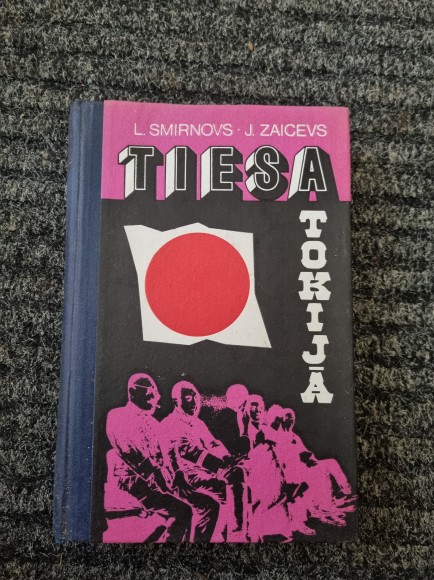 L. SMIRNOVS · J. ZAICEVS
TIESA
TOKIJĀ